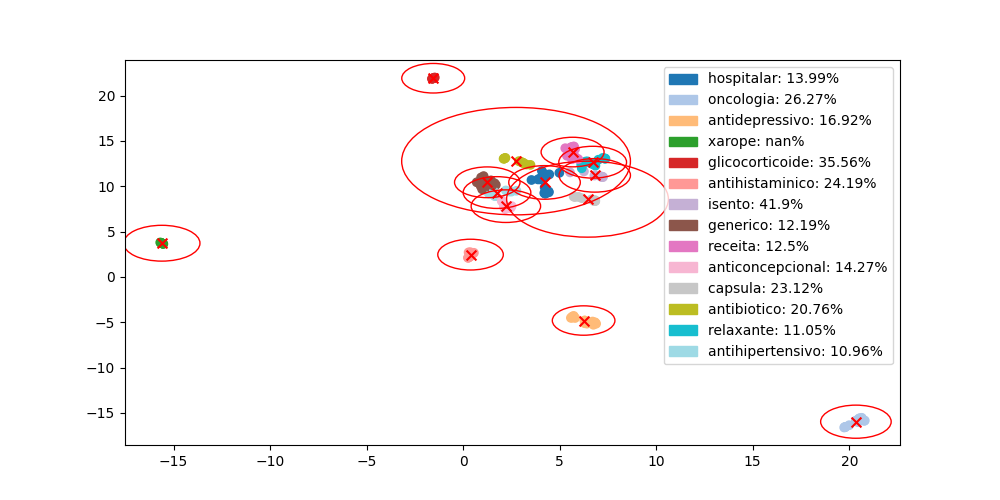 hospitalar: 13.99%
oncologia: 26.27%
antidepressivo: 16.92%
xarope: nan%
glicocorticoide: 35.56%
antihistaminico: 24.19%
isento: 41.9%
generico: 12.19%
receita: 12.5%
anticoncepcional: 14.27%
capsula: 23.12%
antibiotico: 20.76%
relaxante: 11.05%
antihipertensivo: 10.96%
20
15
10
5
0
−5
−10
−15
−15
−10
−5
0
5
10
15
20